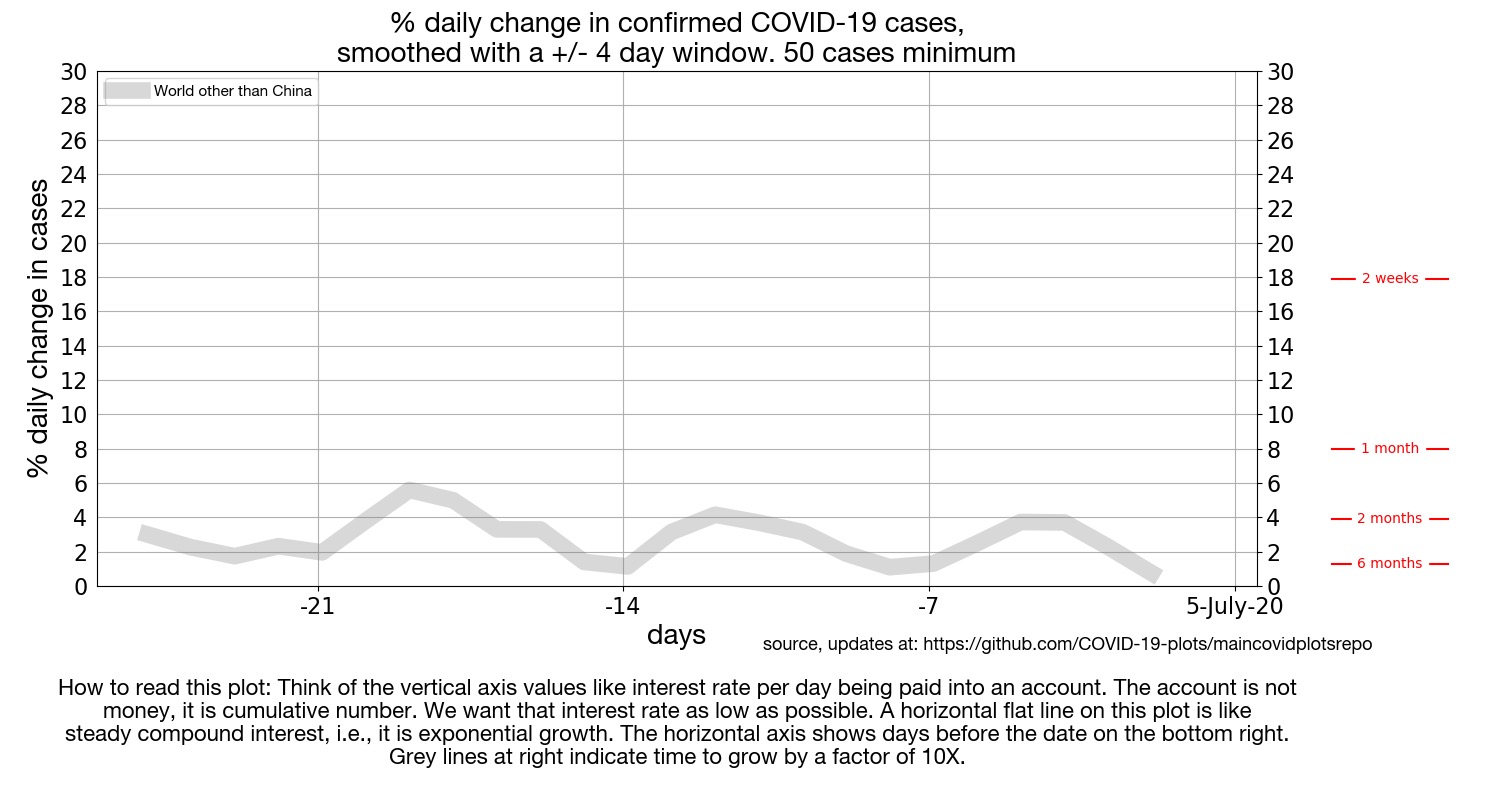 % daily change in confirmed COVID-19 cases,
smoothed with a +/- 4 day window. 50 cases minimum
World other than China
% daily change in cases
30
28
26
24
22
20
18
16
14
12
10
8
6
4
2
0
30
28
26
24
22
20
18
16
14
12
10
8
6
4
2
0
2 weeks
1 month
2 months
6 months
-21
-14
-7
5-July-20
days
source, updates at: https://github.com/COVID-19-plots/maincovidplotsrepo
How to read this plot: Think of the vertical axis values like interest rate per day being paid into an account. The account is not
money, it is cumulative number. We want that interest rate as low as possible. A horizontal flat line on this plot is like
steady compound interest, i.e., it is exponential growth. The horizontal axis shows days before the date on the bottom right.
Grey lines at right indicate time to grow by a factor of 10X.